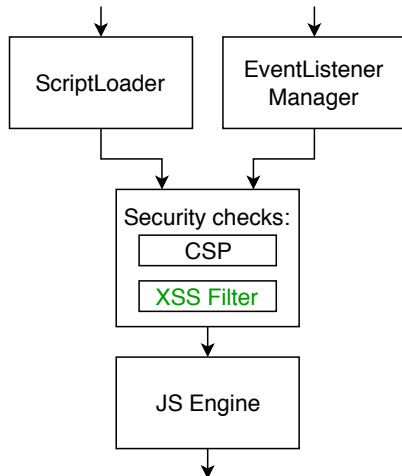 ScriptLoader
EventListener
Manager
Security checks:
CSP
XSS Filter
JS Engine